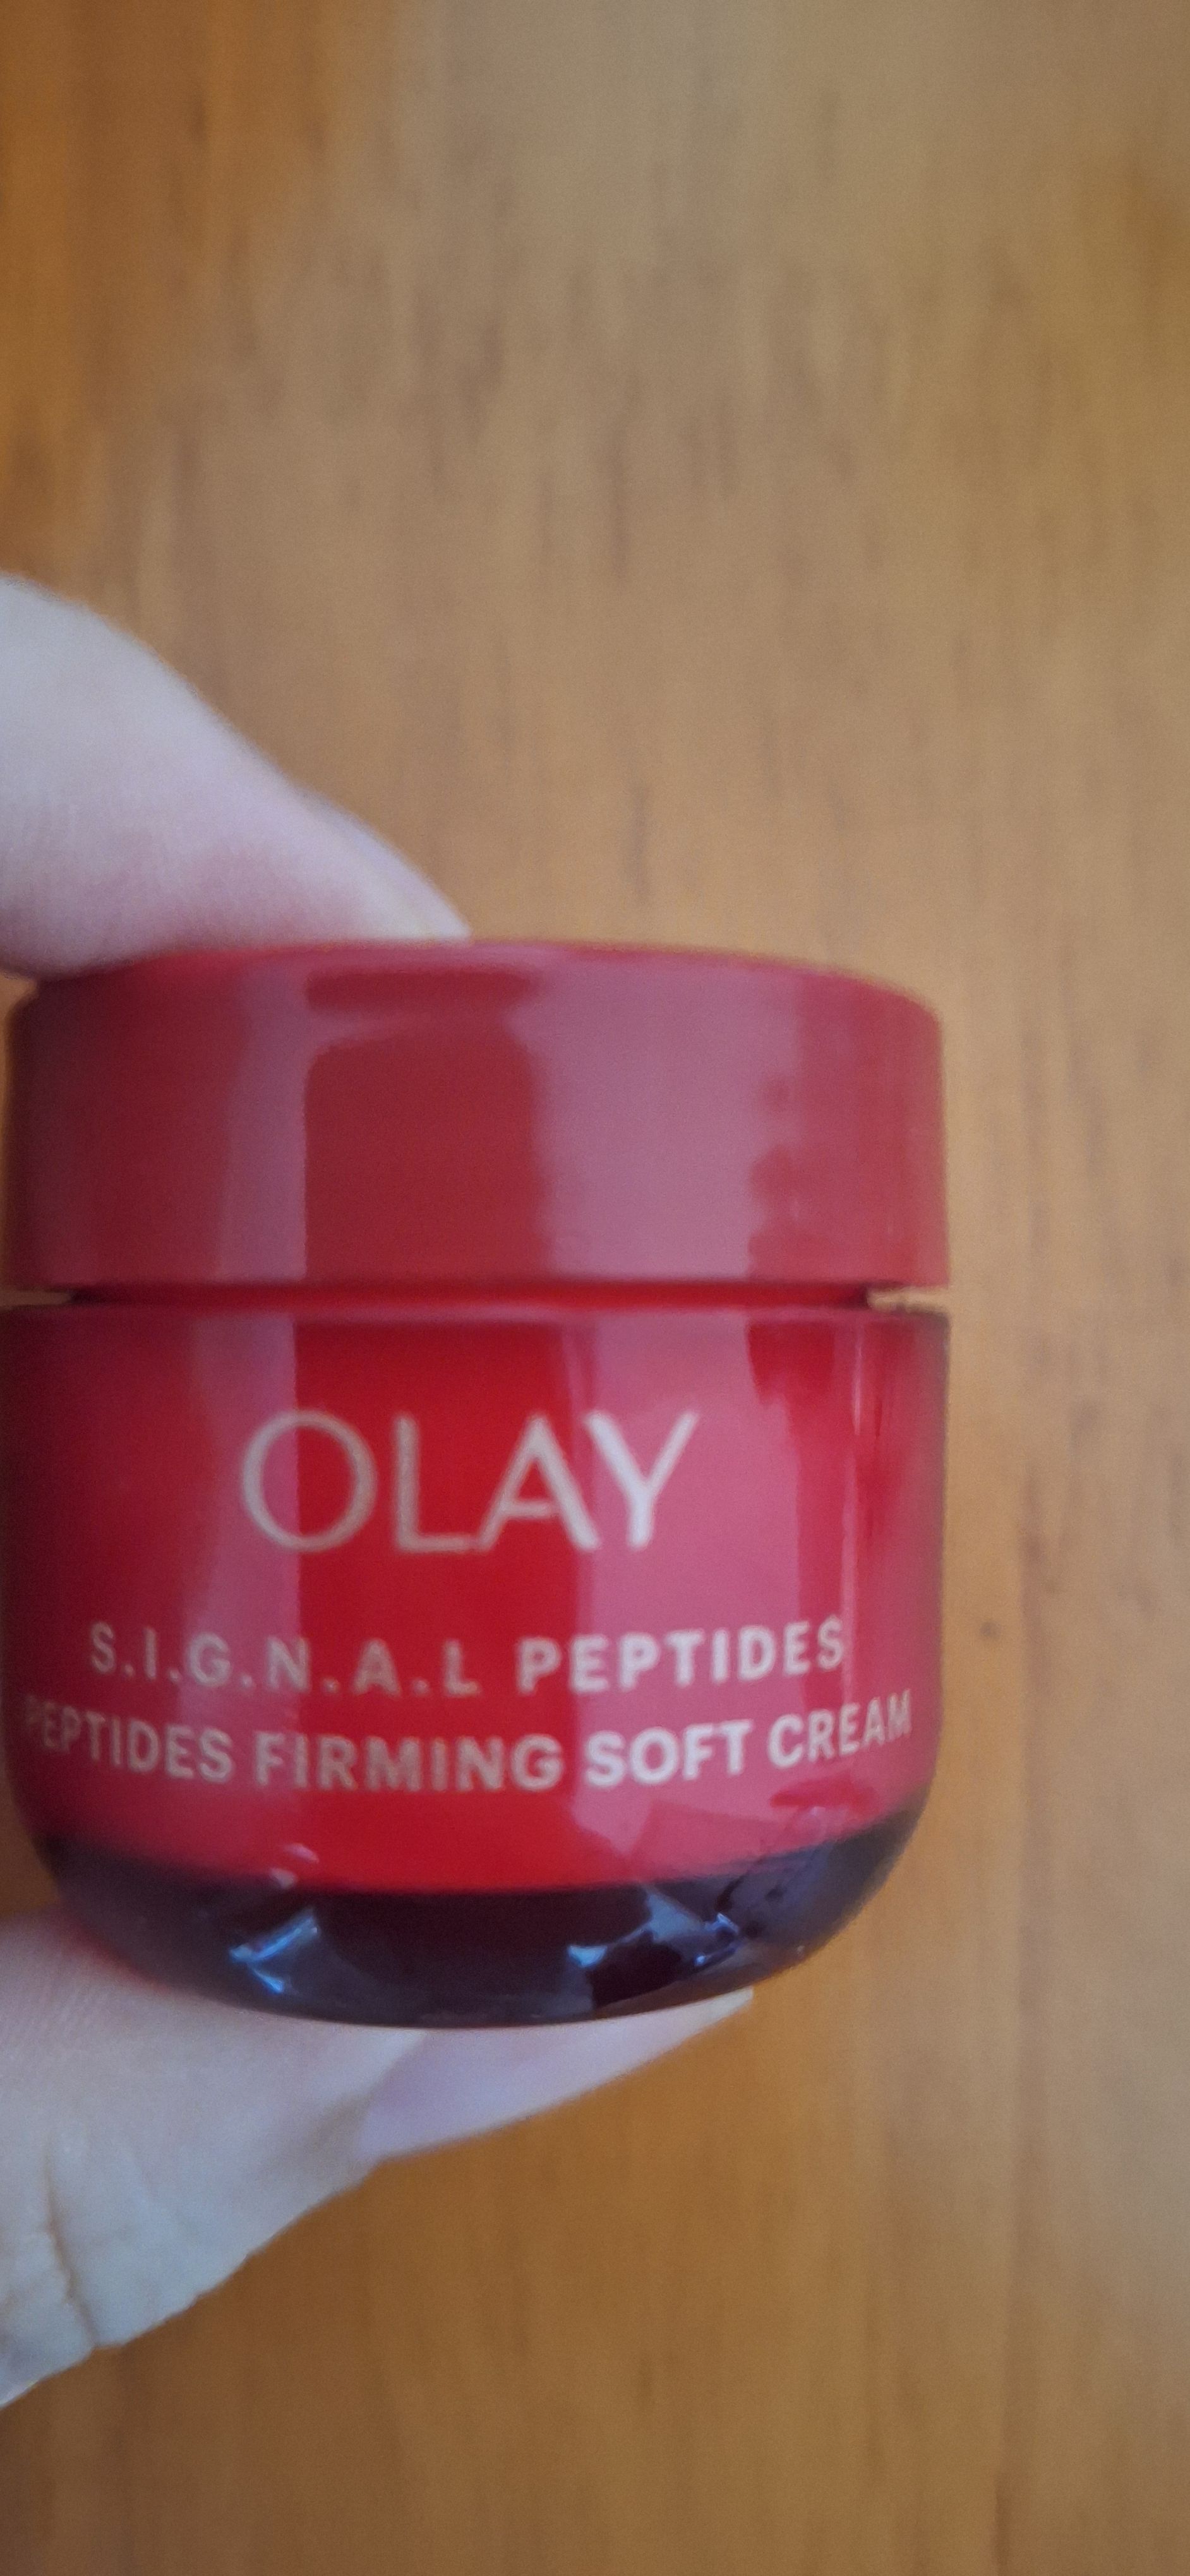 OLAY
S.I.G.N.A.L PEPTIDES
PEPTIDES FIRMING SOFT CREAM